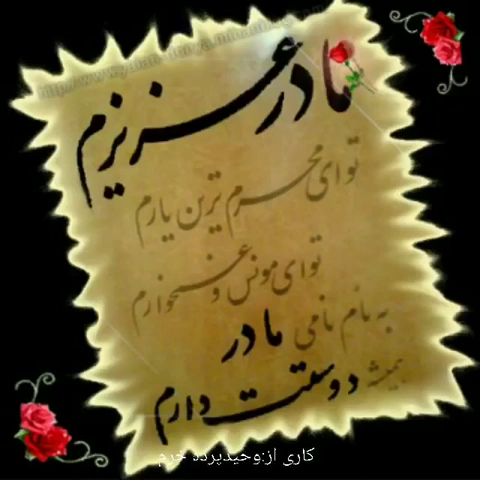 مادر عزیزم
تو ای محرم ترین یارم
تو ای مونس و غمخوارم
به نام نامی مادر
همیشه دوستت دارم
کاری از:وحیدپرده خرم